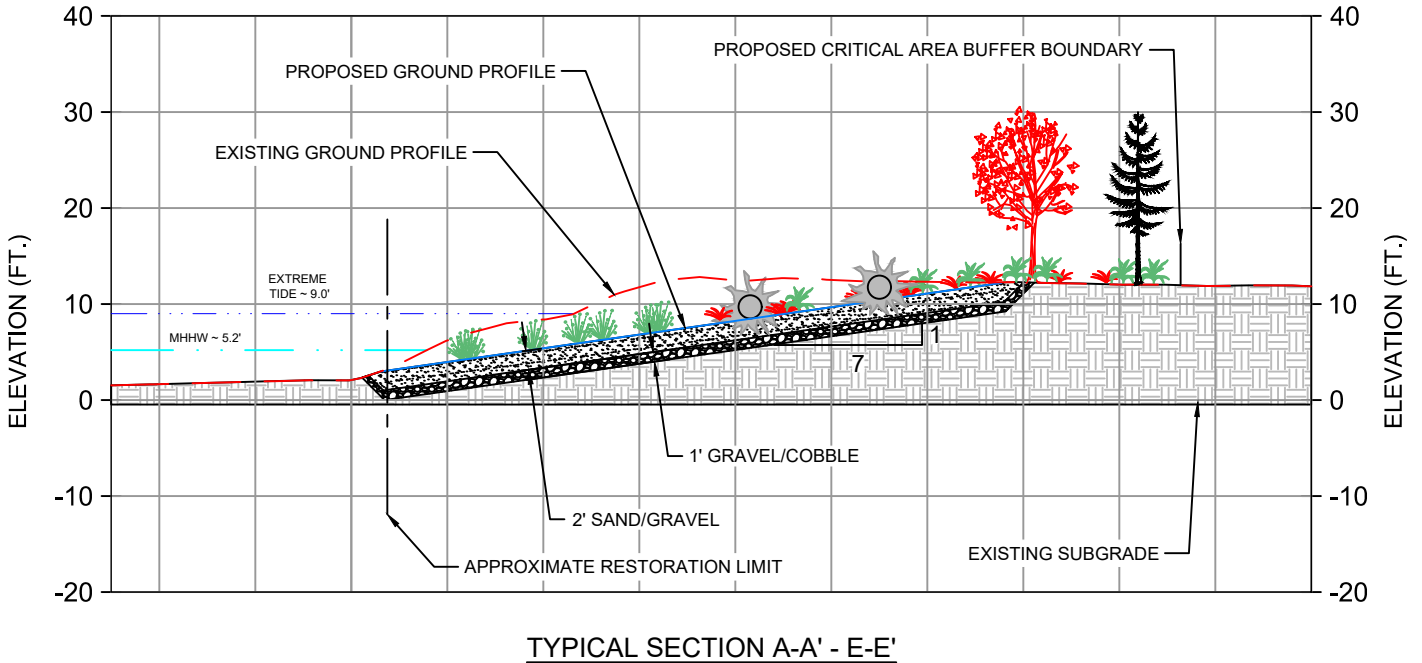 40
40
PROPOSED CRITICAL AREA BUFFER BOUNDARY
PROPOSED GROUND PROFILE
30
30
EXISTING GROUND PROFILE
20
20
ELEVATION (FT.)
ELEVATION (FT.)
EXTREME
TIDE ~ 9.0'
10
10
MHHW ~ 5.2'
1
7
0
0
1' GRAVEL/COBBLE
-10
-10
2' SAND/GRAVEL
EXISTING SUBGRADE
APPROXIMATE RESTORATION LIMIT
-20
-20
TYPICAL SECTION A-A' - E-E'